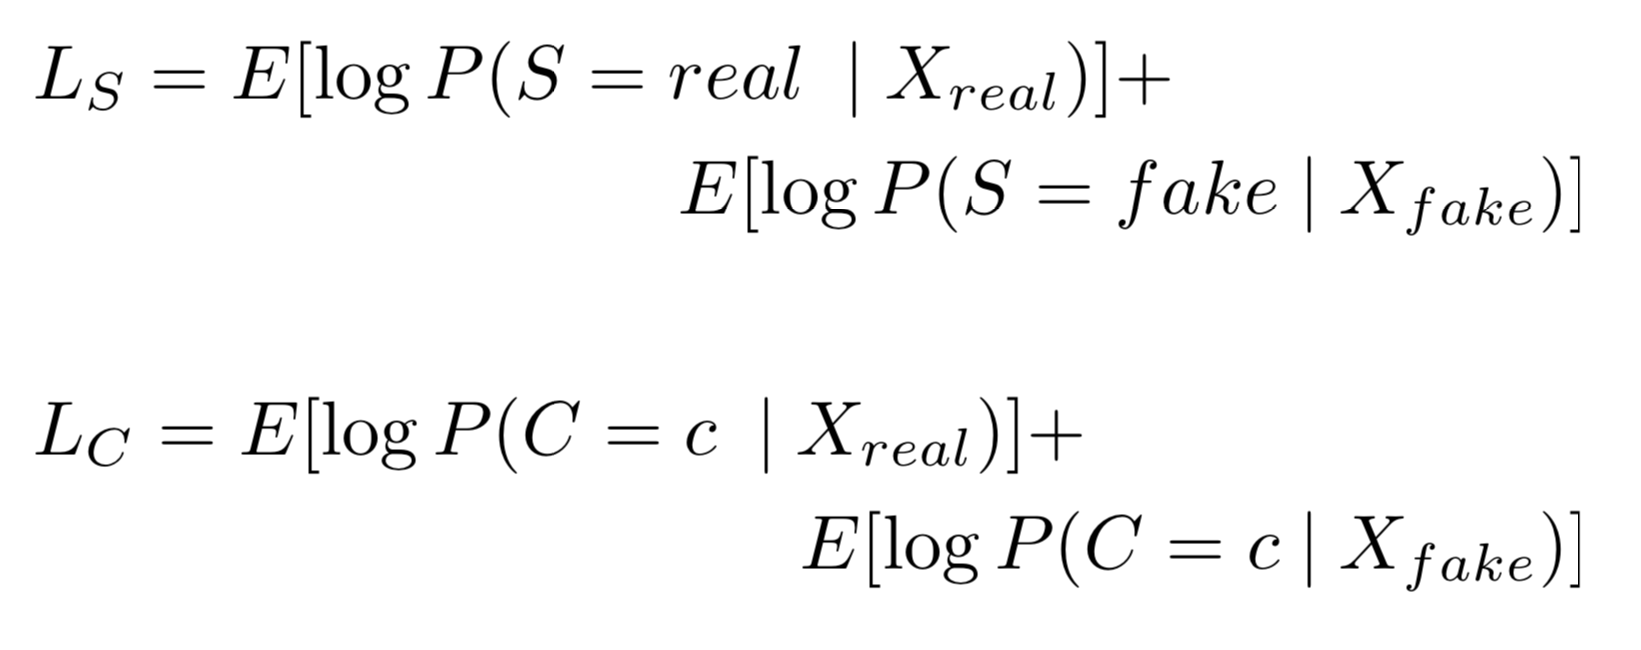 L_S = E[log P(S = real | X_real)]+
E[log P(S = fake | X_fake)]
L_C = E[log P(C = c | X_real)]+
E[log P(C = c | X_fake)]